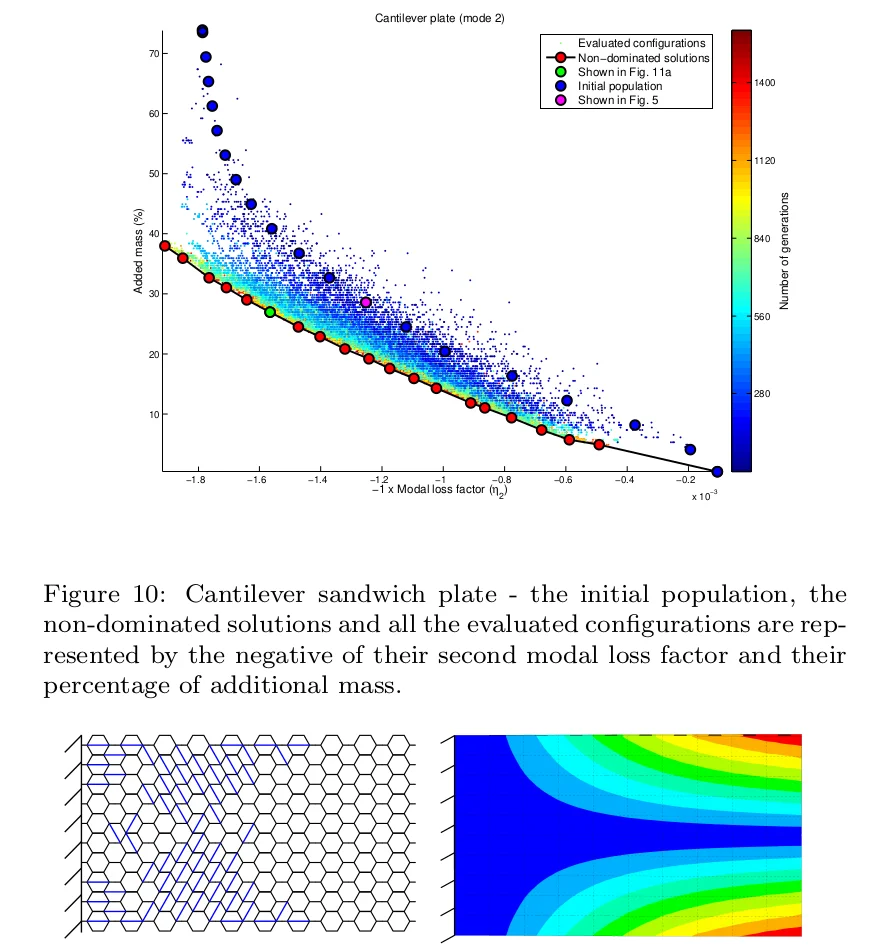 Cantilever plate (mode 2)
Evaluated configurations
Non−dominated solutions
Shown in Fig. 11a
Initial population
Shown in Fig. 5
70
60
50
40
30
20
10
Added mass (%)
−1.8
−1.6
−1.4
−1.2
−1
−0.8
−0.6
−0.4
−0.2
−1 x Modal loss factor (η2)
x 10−3
1400
1120
840
560
280
Number of generations
Figure 10: Cantilever sandwich plate - the initial population, the
non-dominated solutions and all the evaluated configurations are rep-
resented by the negative of their second modal loss factor and their
percentage of additional mass.